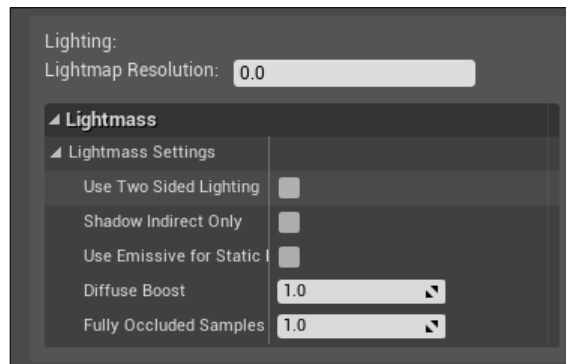 Lighting:
Lightmap Resolution: 0.0
Lightmass
Lightmass Settings
Use Two Sided Lighting
Shadow Indirect Only
Use Emissive for Static
Diffuse Boost 1.0
Fully Occluded Samples 1.0